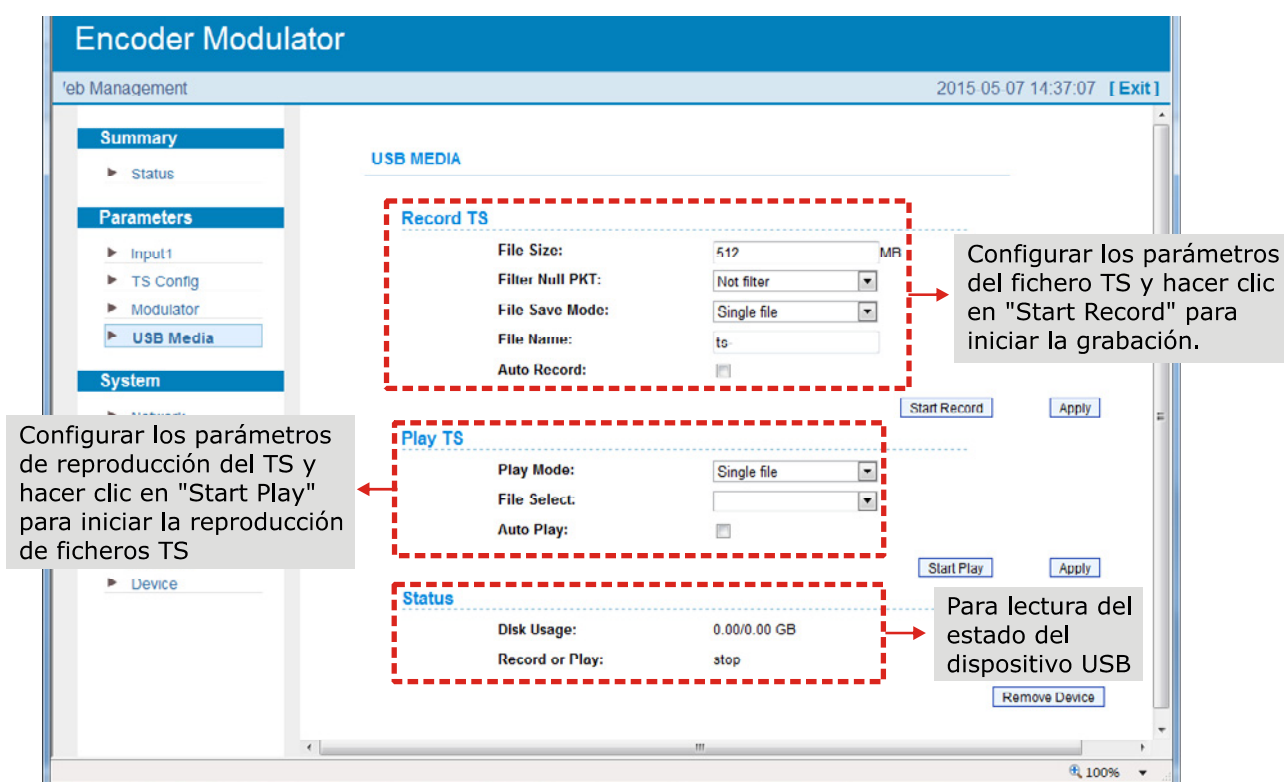 Encoder Modulator
'eb Management
2015-05-07 14:37:07 [ Exit ]
Summary
Status
Parameters
Input1
TS Config
Modulator
USB Media
System
Device
USB MEDIA
Record TS
File Size: 512 MB
Filter Null PKT: Not filter
File Save Mode: Single file
File Name: ts-
Auto Record:
Start Record Apply
Configurar los parámetros
del fichero TS y hacer clic
en "Start Record" para
iniciar la grabación.
Play TS
Play Mode: Single file
File Select:
Auto Play:
Start Play Apply
Configurar los parámetros
de reproducción del TS y
hacer clic en "Start Play"
para iniciar la reproducción
de ficheros TS
Status
Disk Usage: 0.00/0.00 GB
Record or Play: stop
Para lectura del
estado del
dispositivo USB
Remove Device
100%